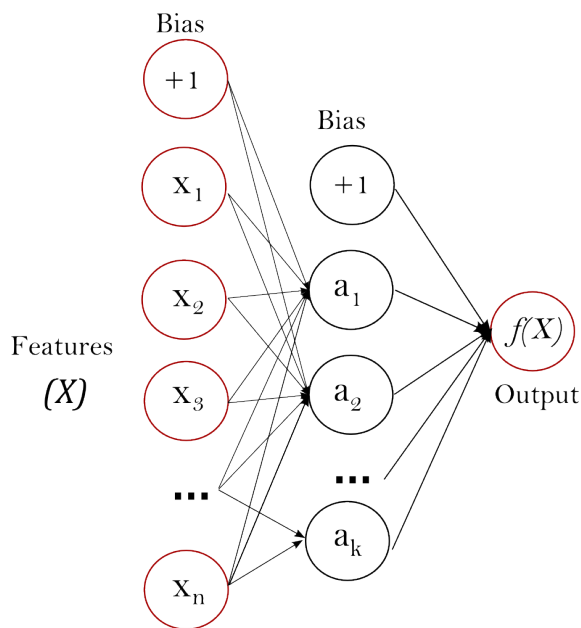 Bias
+1
x1
x2
x3
...
xn
Features
(X)
Bias
+1
a1
a2
...
ak
f(X)
Output